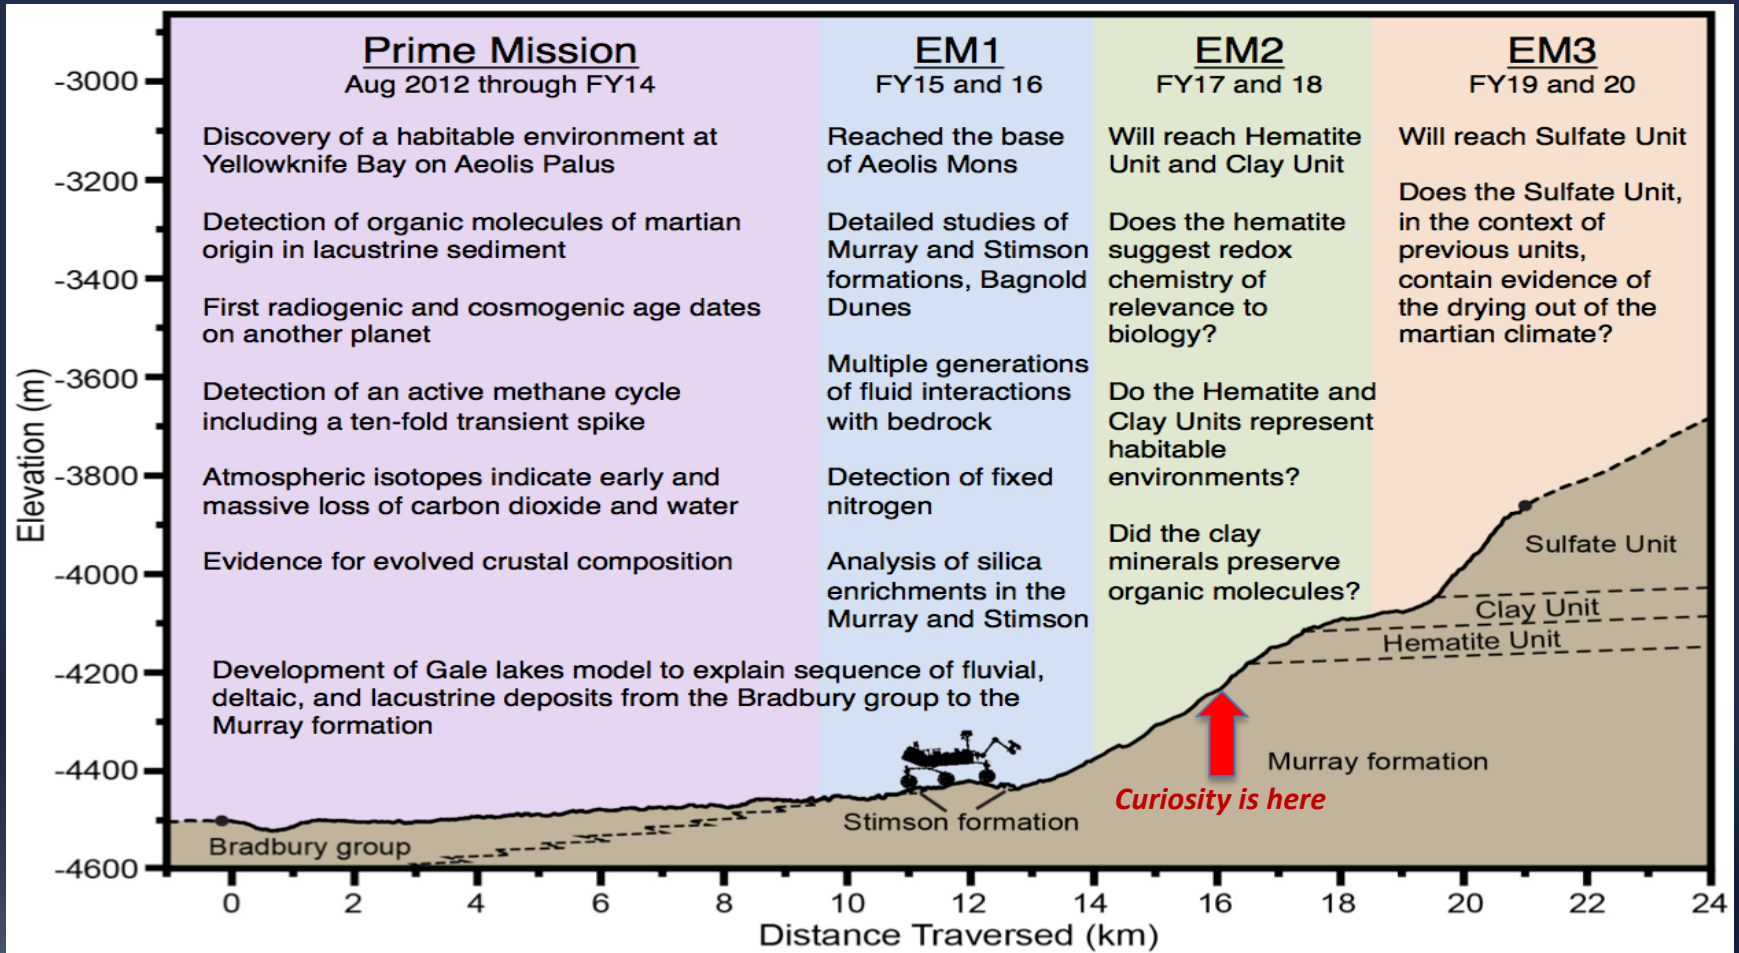 Prime Mission
Aug 2012 through FY14
Discovery of a habitable environment at
Yellowknife Bay on Aeolis Palus
Detection of organic molecules of martian
origin in lacustrine sediment
First radiogenic and cosmogenic age dates
on another planet
Detection of an active methane cycle
including a ten-fold transient spike
Atmospheric isotopes indicate early and
massive loss of carbon dioxide and water
Evidence for evolved crustal composition
Development of Gale lakes model to explain sequence of fluvial,
deltaic, and lacustrine deposits from the Bradbury group to the
Murray formation
EM1
FY15 and 16
Reached the base
of Aeolis Mons
Detailed studies of
Murray and Stimson
formations, Bagnold
Dunes
Multiple generations
of fluid interactions
with bedrock
Detection of fixed
nitrogen
Analysis of silica
enrichments in the
Murray and Stimson
EM2
FY17 and 18
Will reach Hematite
Unit and Clay Unit
Does the hematite
suggest redox
chemistry of
relevance to
biology?
Do the Hematite and
Clay Units represent
habitable
environments?
Did the clay
minerals preserve
organic molecules?
EM3
FY19 and 20
Will reach Sulfate Unit
Does the Sulfate Unit,
in the context of
previous units,
contain evidence of
the drying out of the
martian climate?
Sulfate Unit
Clay Unit
Hematite Unit
Murray formation
Curiosity is here
Stimson formation
Bradbury group
Elevation (m)
-3000
-3200
-3400
-3600
-3800
-4000
-4200
-4400
-4600
0 2 4 6 8 10 12 14 16 18 20 22 24
Distance Traversed (km)